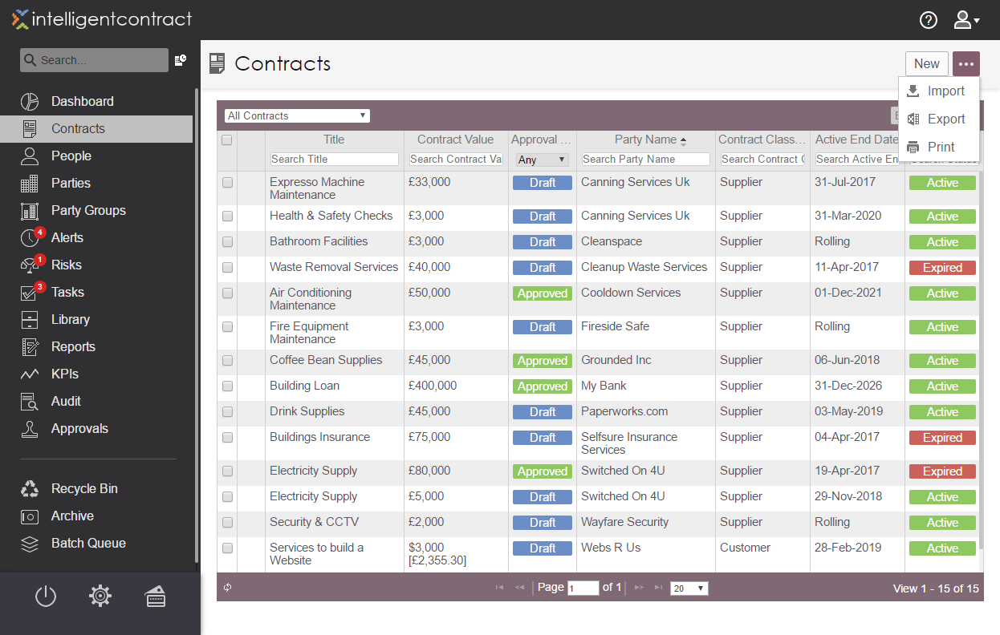 intelligentcontract
Search...
Dashboard
Contracts
People
Parties
Party Groups
4
Alerts
1
Risks
3
Tasks
Library
Reports
KPIs
Audit
Approvals
Recycle Bin
Archive
Batch Queue
Contracts
New
Import
Export
Print
All Contracts
Title Contract Value Approval ... Party Name Contract Class... Active End Date
Search Title Search Contract Va Any Search Party Name Search Contract Search Active En
Expresso Machine £33,000 Draft Canning Services Uk Supplier 31-Jul-2017 Active
Maintenance
Health & Safety Checks £3,000 Draft Canning Services Uk Supplier 31-Mar-2020 Active
Bathroom Facilities £3,000 Draft Cleanspace Supplier Rolling Active
Waste Removal Services £40,000 Draft Cleanup Waste Services Supplier 11-Apr-2017 Expired
Air Conditioning £50,000 Approved Cooldown Services Supplier 01-Dec-2021 Active
Maintenance
Fire Equipment £3,000 Draft Fireside Safe Supplier Rolling Active
Maintenance
Coffee Bean Supplies £45,000 Approved Grounded Inc Supplier 06-Jun-2018 Active
Building Loan £400,000 Approved My Bank Supplier 31-Dec-2026 Active
Drink Supplies £45,000 Draft Paperworks.com Supplier 03-May-2019 Active
Buildings Insurance £75,000 Draft Selfsure Insurance Supplier 04-Apr-2017 Expired
Services
Electricity Supply £80,000 Approved Switched On 4U Supplier 19-Apr-2017 Expired
Electricity Supply £5,000 Draft Switched On 4U Supplier 29-Nov-2018 Active
Security & CCTV £2,000 Draft Wayfare Security Supplier Rolling Active
Services to build a $3,000 Draft Webs R Us Customer 28-Feb-2019 Active
Website [£2,355.30]
Page 1 of 1 20 View 1 - 15 of 15